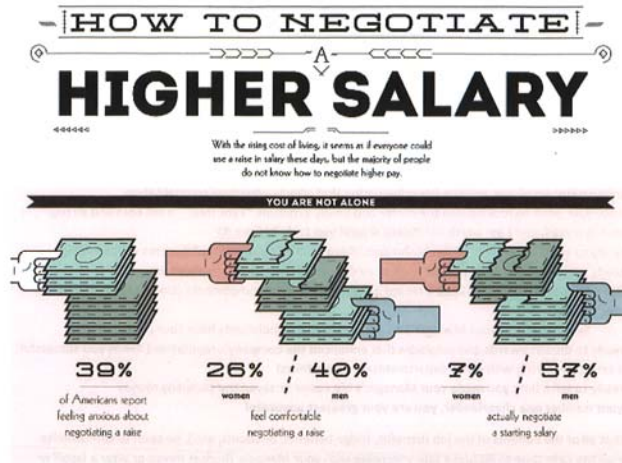 HOW TO NEGOTIATE
A
HIGHER SALARY
With the rising cost of living, it seems as if everyone could
use a raise in salary these days, but the majority of people
do not know how to negotiate higher pay.
YOU ARE NOT ALONE
39%
of Americans report
feeling anxious about
negotiating a raise
26% women / 40% men
feel comfortable
negotiating a raise
7% women / 57% men
actually negotiate
a starting salary